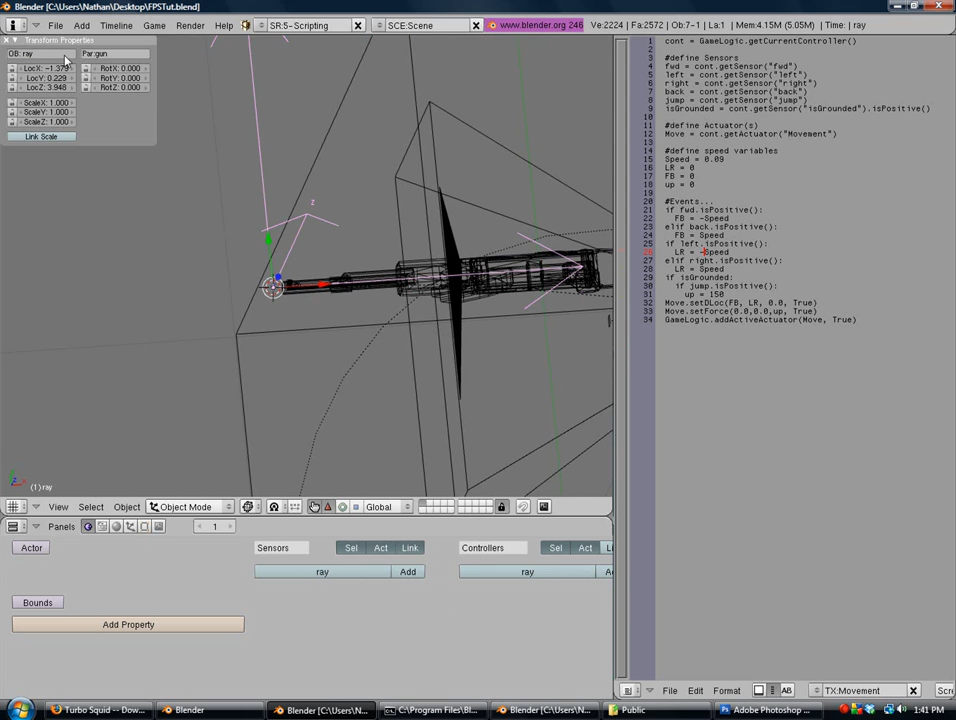 Blender [C:\Users\Nathan\Desktop\FPSTut.blend]
File Add Timeline Game Render Help SR:5-Scripting SCE:Scene www.blender.org 246 Ve:2224 | Fa:2572 | Ob:7-1 | La:1 | Mem:4.15M (5.05M) | Time: | ray
Transform Properties
OB: ray Par:gun
LocX: -1.379 RotX: 0.000
LocY: 0.229 RotY: 0.000
LocZ: 3.948 RotZ: 0.000
ScaleX: 1.000
ScaleY: 1.000
ScaleZ: 1.000
Link Scale
z
(1) ray
View Select Object Object Mode Global
Panels 1
Actor Sensors Sel Act Link Controllers Sel Act Li
ray Add ray
Bounds
Add Property
1 cont = GameLogic.getCurrentController()
2
3 #define Sensors
4 fwd = cont.getSensor("fwd")
5 left = cont.getSensor("left")
6 right = cont.getSensor("right")
7 back = cont.getSensor("back")
8 jump = cont.getSensor("jump")
9 isGrounded = cont.getSensor("isGrounded").isPositive()
10
11 #define Actuator(s)
12 Move = cont.getActuator("Movement")
13
14 #define speed variables
15 Speed = 0.09
16 LR = 0
17 FB = 0
18 up = 0
19
20 #Events...
21 if fwd.isPositive():
22 FB = -Speed
23 elif back.isPositive():
24 FB = Speed
25 if left.isPositive():
26 LR = -Speed
27 elif right.isPositive():
28 LR = Speed
29 if isGrounded:
30 if jump.isPositive():
31 up = 150
32 Move.setDLoc(FB, LR, 0.0, True)
33 Move.setForce(0.0,0.0,up, True)
34 GameLogic.addActiveActuator(Move, True)
File Edit Format AB TX:Movement Scre
Turbo Squid -- Dow... Blender Blender [C:\Users\N... C:\Program Files\Bl... Blender [C:\Users\N... Public Adobe Photoshop ... 1:41 PM